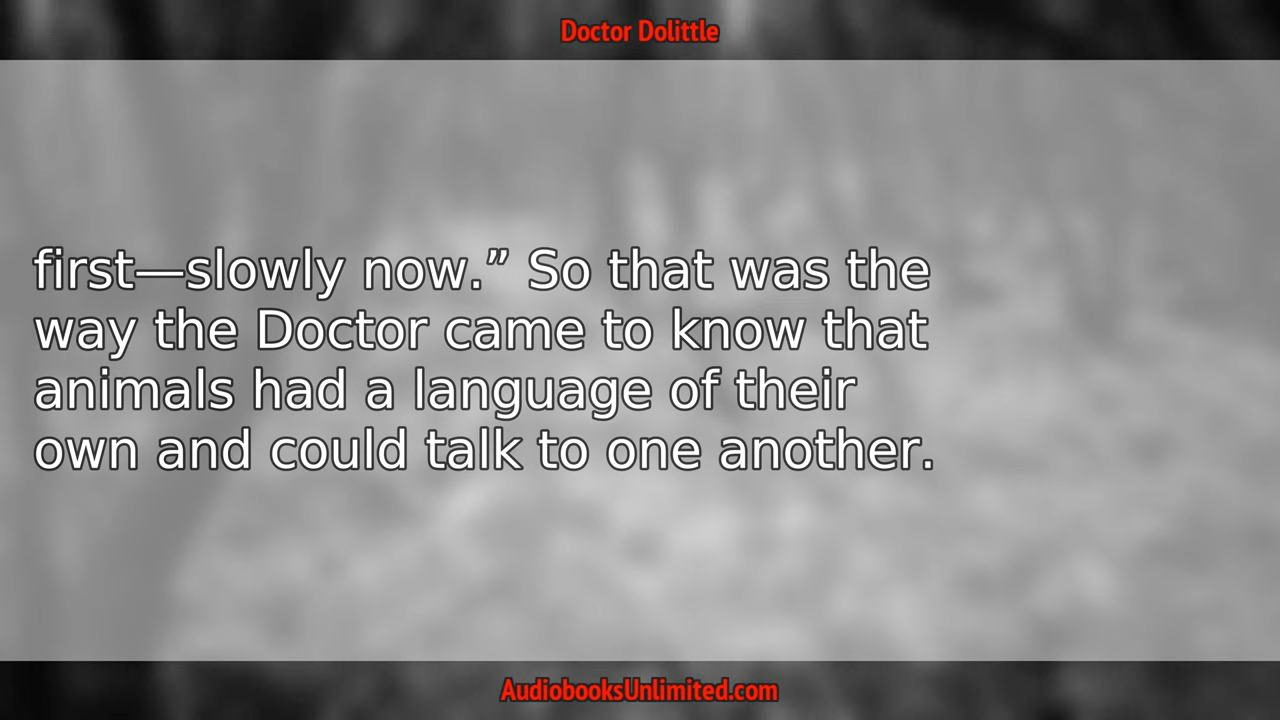 Doctor Dolittle
first—slowly now.” So that was the
way the Doctor came to know that
animals had a language of their
own and could talk to one another.
AudiobooksUnlimited.com